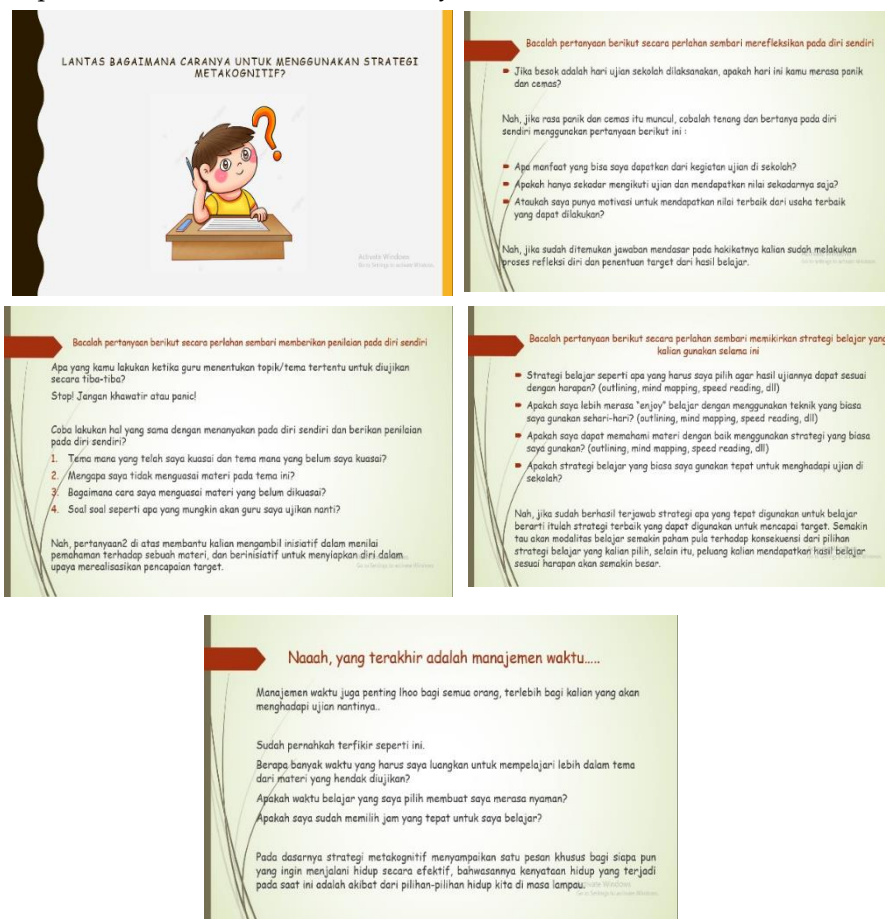 LANTAS BAGAIMANA CARANYA UNTUK MENGGUNAKAN STRATEGI
METAKOGNITIF?
Activate Windows
Go to Settings to activate Windows.
Bacalah pertanyaan berikut secara perlahan sembari merefleksikan pada diri sendiri
Jika besok adalah hari ujian sekolah dilaksanakan, apakah hari ini kamu merasa panik
dan cemas?
Nah, jika rasa panik dan cemas itu muncul, cobalah tenang dan bertanya pada diri
sendiri menggunakan pertanyaan berikut ini :
Apa manfaat yang bisa saya dapatkan dari kegiatan ujian di sekolah?
Apakah hanya sekadar mengikuti ujian dan mendapatkan nilai sekadarnya saja?
Ataukah saya punya motivasi untuk mendapatkan nilai terbaik dari usaha terbaik
yang dapat dilakukan?
Nah, jika sudah ditemukan jawaban mendasar pada hakikatnya kalian sudah melakukan
proses refleksi diri dan penentuan target dari hasil belajar.
Bacalah pertanyaan berikut secara perlahan sembari memberikan penilaian pada diri sendiri
Apa yang kamu lakukan ketika guru menentukan topik/tema tertentu untuk diujikan
secara tiba-tiba?
Stop! Jangan khawatir atau panic!
Coba lakukan hal yang sama dengan menanyakan pada diri sendiri dan berikan penilaian
pada diri sendiri?
1. Tema mana yang telah saya kuasai dan tema mana yang belum saya kuasai?
2. Mengapa saya tidak menguasai materi pada tema ini?
3. Bagaimana cara saya menguasai materi yang belum dikuasai?
4. Soal soal seperti apa yang mungkin akan guru saya ujikan nanti?
Nah, pertanyaan2 di atas membantu kalian mengambil inisiatif dalam menilai
pemahaman terhadap sebuah materi, dan berinisiatif untuk menyiapkan diri dalam
upaya merealisasikan pencapaian target.
Bacalah pertanyaan berikut secara perlahan sembari memikirkan strategi belajar yang
kalian gunakan selama ini
Strategi belajar seperti apa yang harus saya pilih agar hasil ujiannya dapat sesuai
dengan harapan? (outlining, mind mapping, speed reading, dll)
Apakah saya lebih merasa "enjoy" belajar dengan menggunakan teknik yang biasa
saya gunakan sehari-hari? (outlining, mind mapping, speed reading, dll)
Apakah saya dapat memahami materi dengan baik menggunakan strategi yang biasa
saya gunakan? (outlining, mind mapping, speed reading, dll)
Apakah strategi belajar yang biasa saya gunakan tepat untuk menghadapi ujian di
sekolah?
Nah, jika sudah berhasil terjawab strategi apa yang tepat digunakan untuk belajar
berarti itulah strategi terbaik yang dapat digunakan untuk mencapai target. Semakin
tau akan modalitas belajar semakin paham pula terhadap konsekuensi dari pilihan
strategi belajar yang kalian pilih, selain itu, peluang kalian mendapatkan hasil belajar
sesuai harapan akan semakin besar.
Naaah, yang terakhir adalah manajemen waktu.....
Manajemen waktu juga penting lhoo bagi semua orang, terlebih bagi kalian yang akan
menghadapi ujian nantinya..
Sudah pernahkah terfikir seperti ini.
Berapa banyak waktu yang harus saya luangkan untuk mempelajari lebih dalam tema
dari materi yang hendak diujikan?
Apakah waktu belajar yang saya pilih membuat saya merasa nyaman?
Apakah saya sudah memilih jam yang tepat untuk saya belajar?
Pada dasarnya strategi metakognitif menyampaikan satu pesan khusus bagi siapa pun
yang ingin menjalani hidup secara efektif, bahwasannya kenyataan hidup yang terjadi
pada saat ini adalah akibat dari pilihan-pilihan hidup kita di masa lampau.